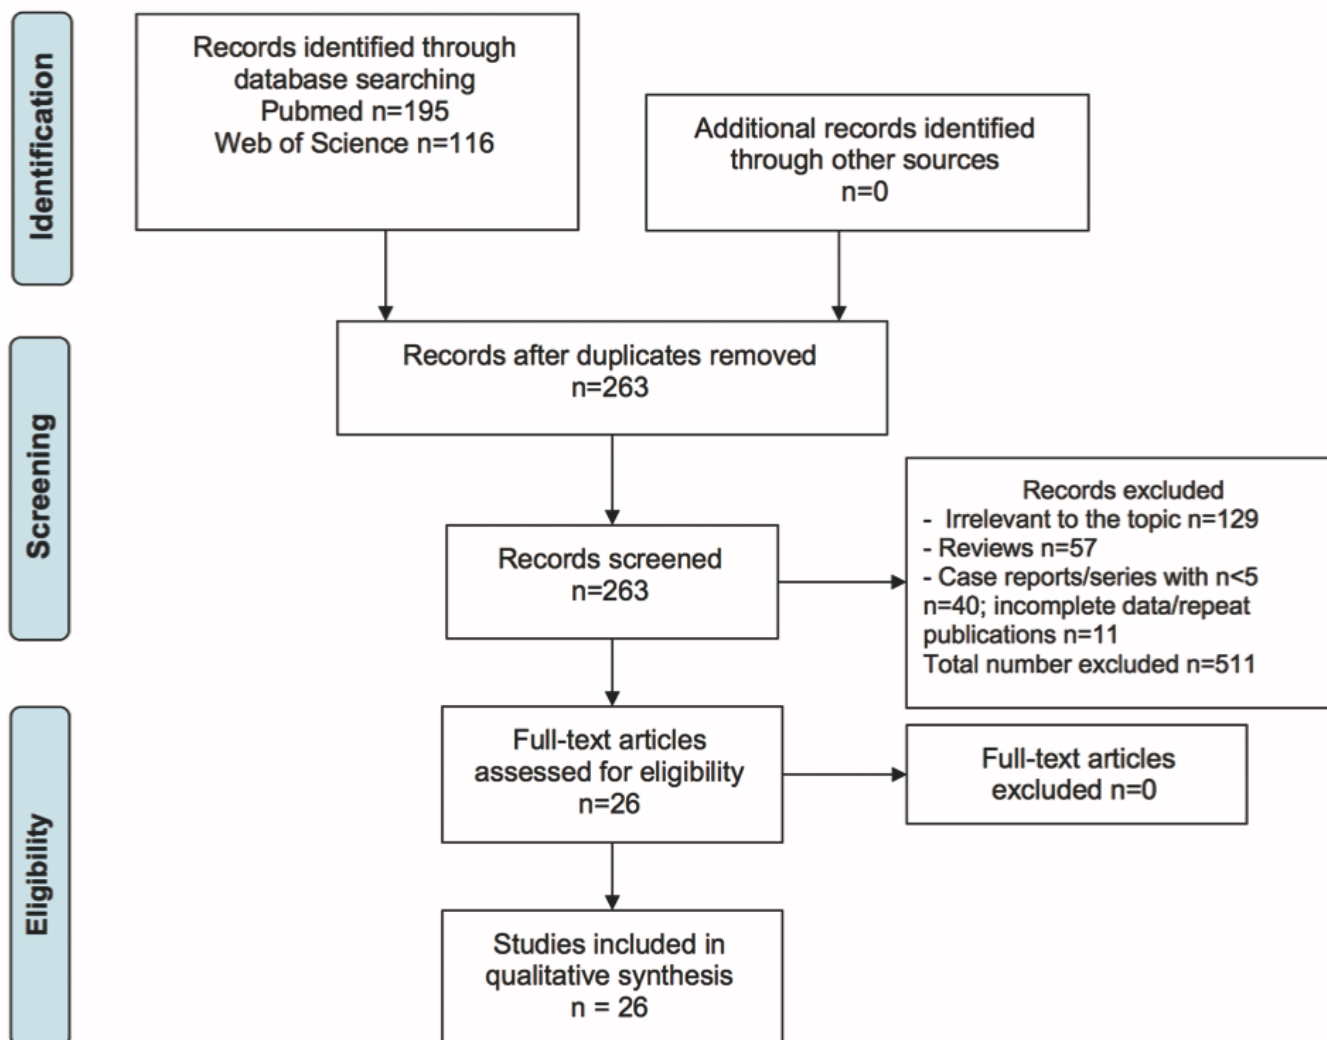 Identification
Records identified through
database searching
Pubmed n=195
Web of Science n=116
Additional records identified
through other sources
n=0
Screening
Records after duplicates removed
n=263
Records screened
n=263
Records excluded
- Irrelevant to the topic n=129
- Reviews n=57
- Case reports/series with n<5
n=40; incomplete data/repeat
publications n=11
Total number excluded n=511
Eligibility
Full-text articles
assessed for eligibility
n=26
Full-text articles
excluded n=0
Studies included in
qualitative synthesis
n = 26